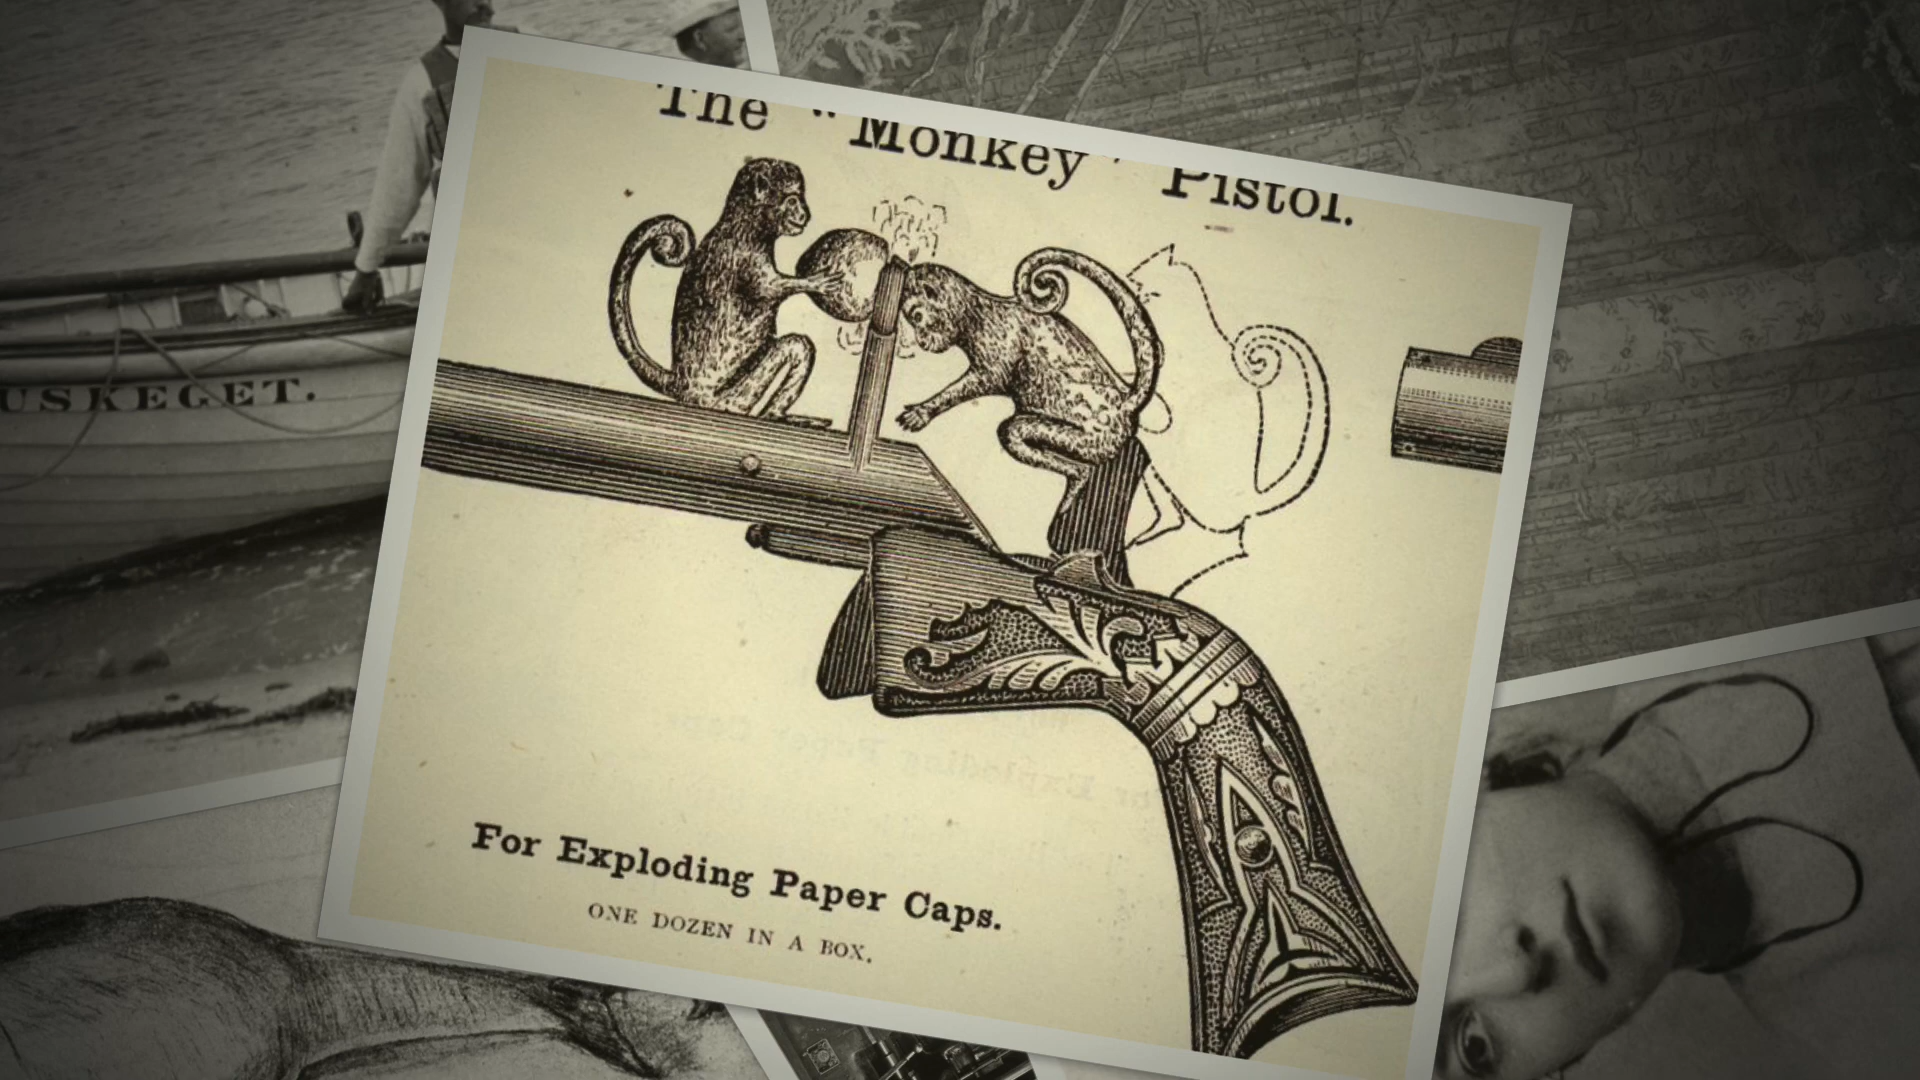 The "Monkey" Pistol.
USKEGET.
For Exploding Paper Caps.
ONE DOZEN IN A BOX.